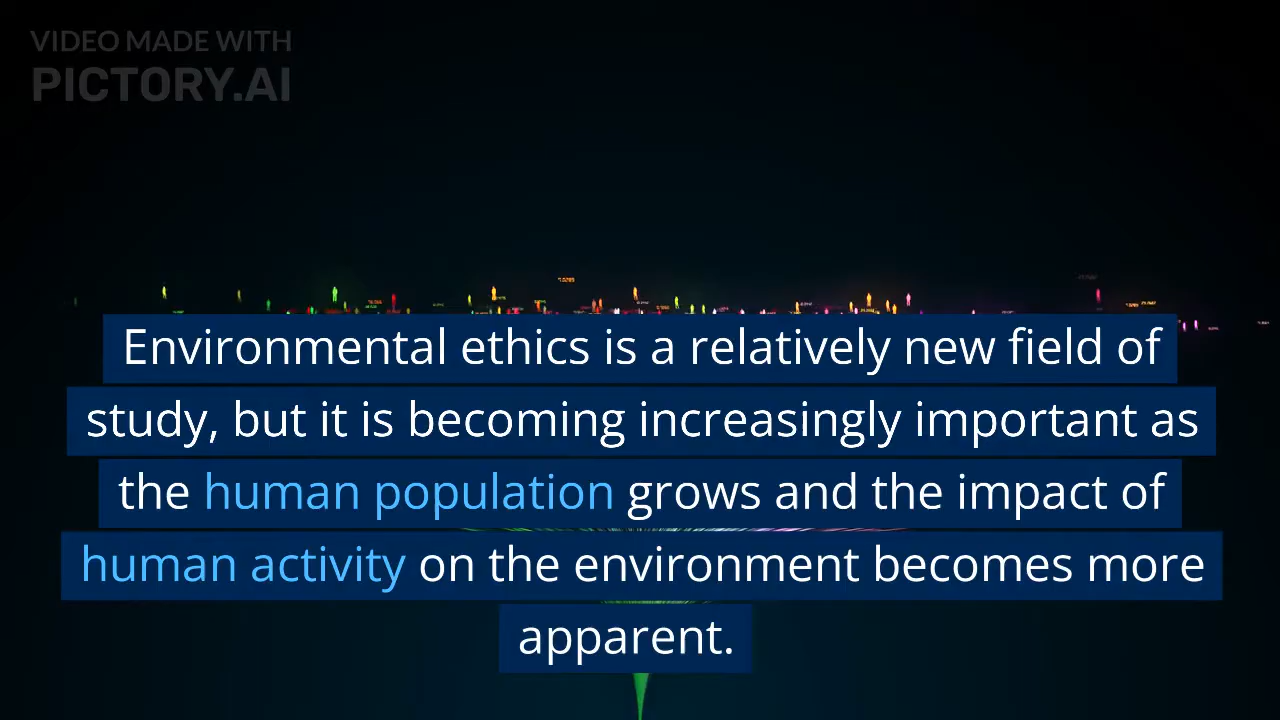 VIDEO MADE WITH
PICTORY.AI
Environmental ethics is a relatively new field of
study, but it is becoming increasingly important as
the human population grows and the impact of
human activity on the environment becomes more
apparent.